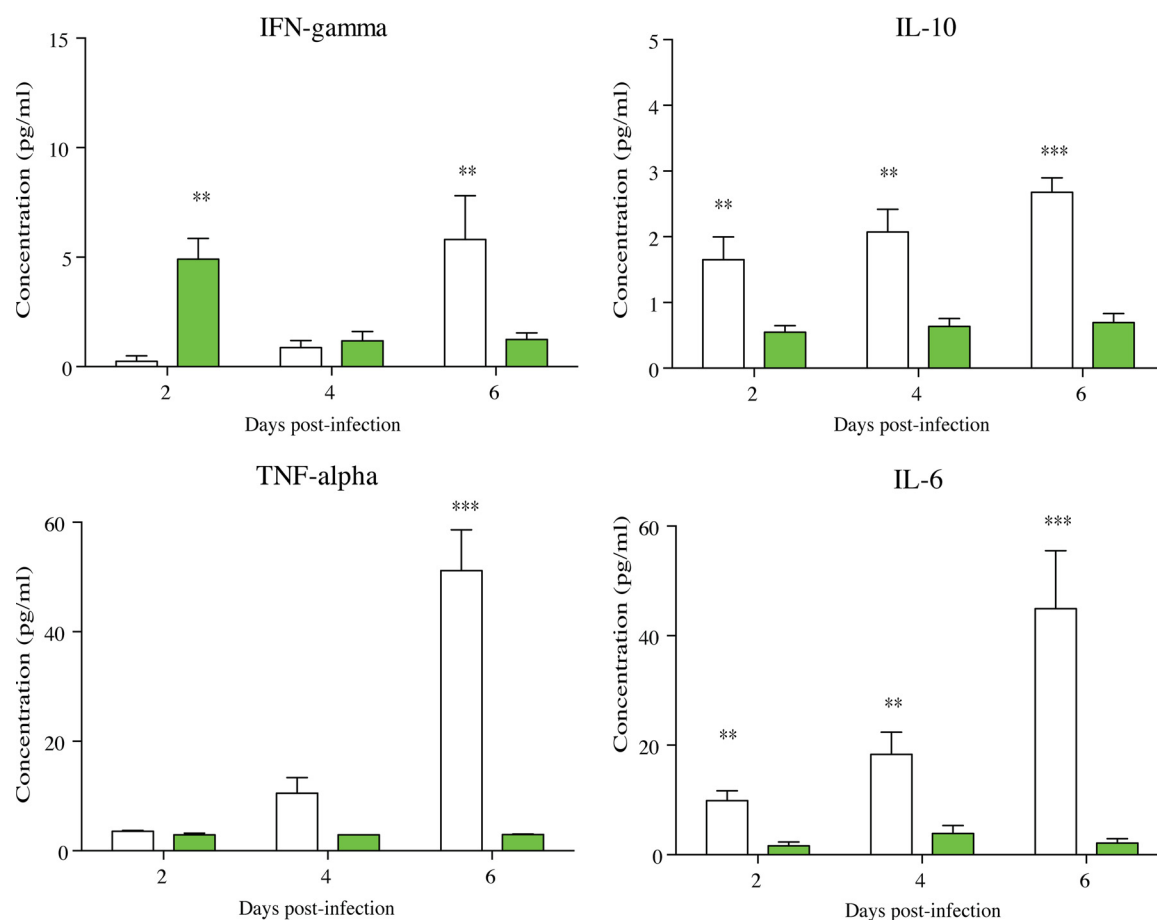 IFN-gamma
Concentration (pg/ml)
15
10
5
0
**
**
2 4 6
Days post-infection
IL-10
Concentration (pg/ml)
5
4
3
2
1
0
**
**
***
2 4 6
Days post-infection
TNF-alpha
Concentration (pg/ml)
60
40
20
0
***
2 4 6
Days post-infection
IL-6
Concentration (pg/ml)
60
40
20
0
**
**
***
2 4 6
Days post-infection